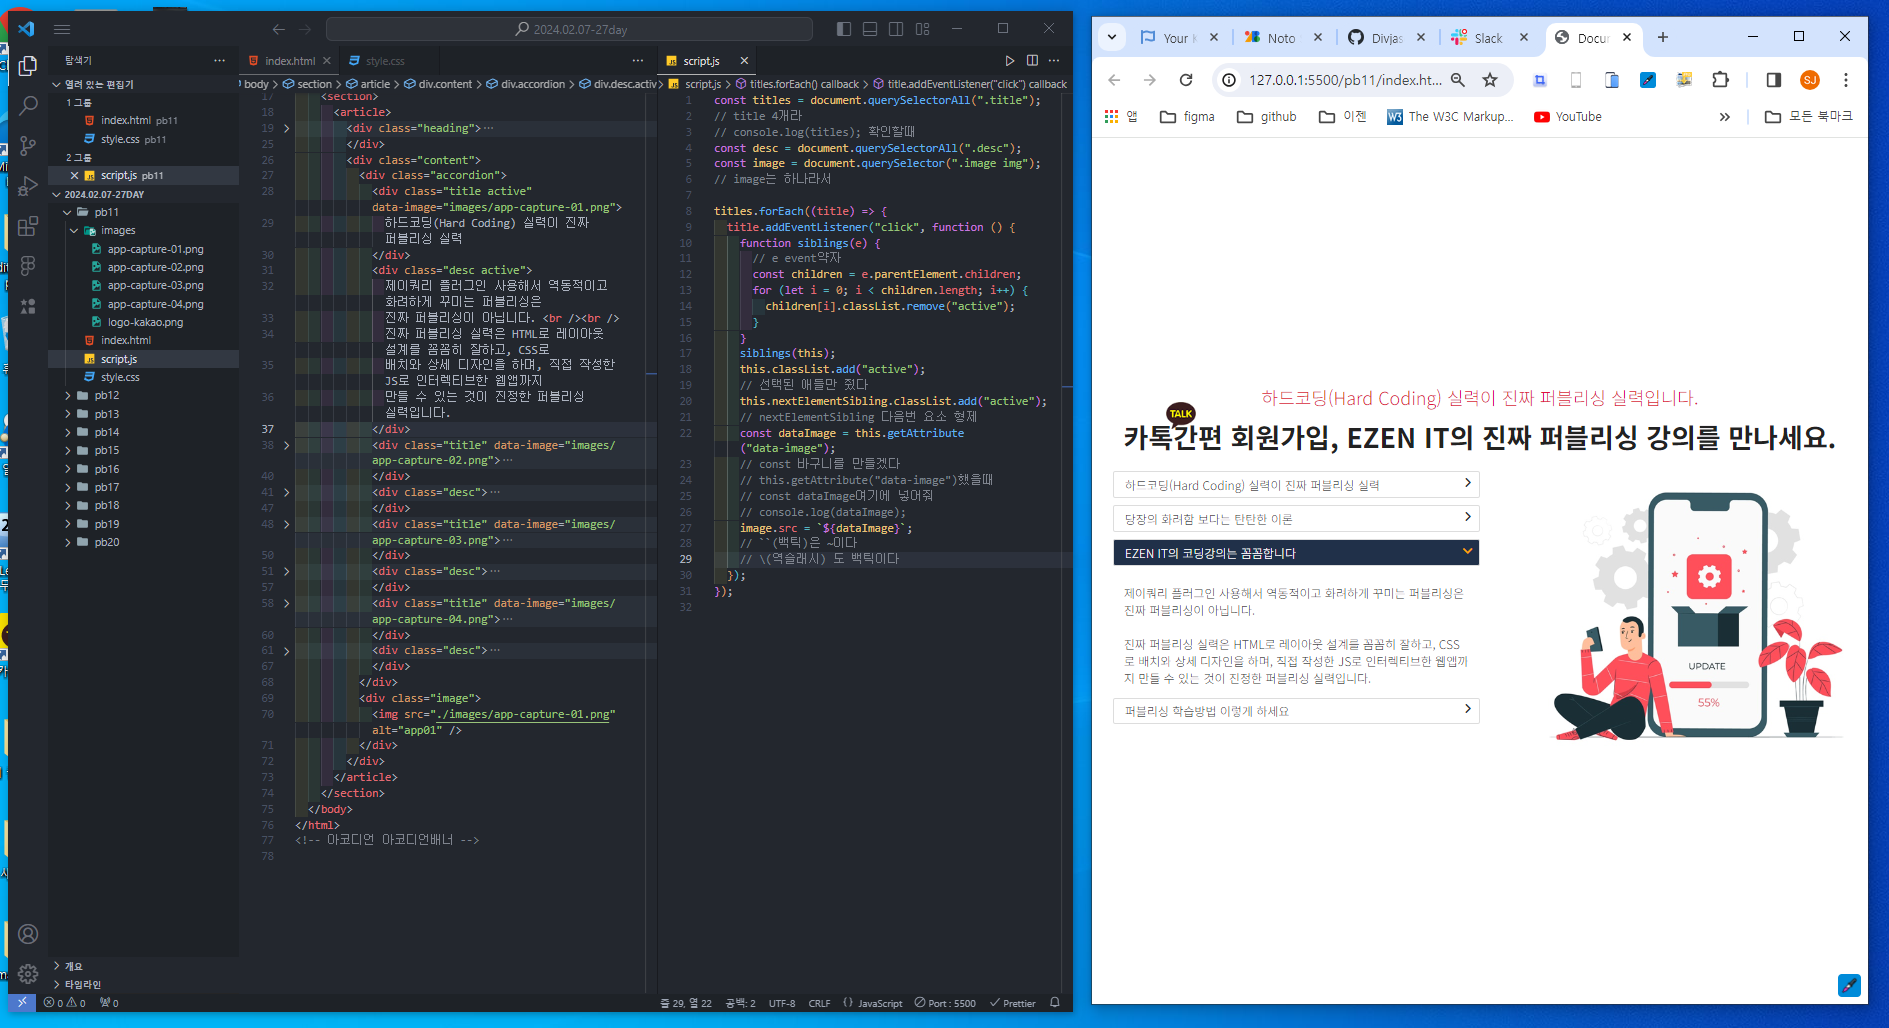 2024.02.07-27day
탐색기
열려 있는 편집기
1 그룹
index.html pb11
style.css pb11
2 그룹
script.js pb11
2024.02.07-27DAY
pb11
images
app-capture-01.png
app-capture-02.png
app-capture-03.png
app-capture-04.png
logo-kakao.png
index.html
script.js
style.css
pb12
pb13
pb14
pb15
pb16
pb17
pb18
pb19
pb20
개요
타임라인
index.html
style.css
body > section > article > div.content > div.accordion > div.desc.activ
17 <section>
18 <article>
19 <div class="heading">…
25 </div>
26 <div class="content">
27 <div class="accordion">
28 <div class="title active"
data-image="images/app-capture-01.png">
29 하드코딩(Hard Coding) 실력이 진짜
퍼블리싱 실력
30 </div>
31 <div class="desc active">
32 제이쿼리 플러그인 사용해서 역동적이고
화려하게 꾸미는 퍼블리싱은
33 진짜 퍼블리싱이 아닙니다. <br /><br />
34 진짜 퍼블리싱 실력은 HTML로 레이아웃
설계를 꼼꼼히 잘하고, CSS로
35 배치와 상세 디자인을 하며, 직접 작성한
JS로 인터렉티브한 웹앱까지
36 만들 수 있는 것이 진정한 퍼블리싱
실력입니다.
37 </div>
38 <div class="title" data-image="images/
app-capture-02.png">…
40 </div>
41 <div class="desc">…
47 </div>
48 <div class="title" data-image="images/
app-capture-03.png">…
50 </div>
51 <div class="desc">…
57 </div>
58 <div class="title" data-image="images/
app-capture-04.png">…
60 </div>
61 <div class="desc">…
67 </div>
68 </div>
69 <div class="image">
70 <img src="./images/app-capture-01.png"
alt="app01" />
71 </div>
72 </div>
73 </article>
74 </section>
75 </body>
76 </html>
77 <!-- 아코디언 아코디언배너 -->
78
script.js
script.js > titles.forEach() callback > title.addEventListener("click") callback
1 const titles = document.querySelectorAll(".title");
2 // title 4개라
3 // console.log(titles); 확인할때
4 const desc = document.querySelectorAll(".desc");
5 const image = document.querySelector(".image img");
6 // image는 하나라서
7
8 titles.forEach((title) => {
9 title.addEventListener("click", function () {
10 function siblings(e) {
11 // e event약자
12 const children = e.parentElement.children;
13 for (let i = 0; i < children.length; i++) {
14 children[i].classList.remove("active");
15 }
16 }
17 siblings(this);
18 this.classList.add("active");
19 // 선택된 애들만 줬다
20 this.nextElementSibling.classList.add("active");
21 // nextElementSibling 다음번 요소 형제
22 const dataImage = this.getAttribute
("data-image");
23 // const 바구니를 만들겠다
24 // this.getAttribute("data-image")했을때
25 // const dataImage여기에 넣어줘
26 // console.log(dataImage);
27 image.src = `${dataImage}`;
28 // ``(백틱)은 ~이다
29 // \(역슬래시) 도 백틱이다
30 });
31 });
32
0 0 0
줄 29, 열 22 공백: 2 UTF-8 CRLF JavaScript Port : 5500 Prettier
Your
Noto
Divjas
Slack
Docur
127.0.0.1:5500/pb11/index.ht...
SJ
앱 figma github 이젠 The W3C Markup... YouTube 모든 북마크
하드코딩(Hard Coding) 실력이 진짜 퍼블리싱 실력입니다.
TALK
카톡간편 회원가입, EZEN IT의 진짜 퍼블리싱 강의를 만나세요.
하드코딩(Hard Coding) 실력이 진짜 퍼블리싱 실력
당장의 화려함 보다는 탄탄한 이론
EZEN IT의 코딩강의는 꼼꼼합니다
제이쿼리 플러그인 사용해서 역동적이고 화려하게 꾸미는 퍼블리싱은
진짜 퍼블리싱이 아닙니다.
진짜 퍼블리싱 실력은 HTML로 레이아웃 설계를 꼼꼼히 잘하고, CSS
로 배치와 상세 디자인을 하며, 직접 작성한 JS로 인터렉티브한 웹앱까
지 만들 수 있는 것이 진정한 퍼블리싱 실력입니다.
퍼블리싱 학습방법 이렇게 하세요
UPDATE
55%